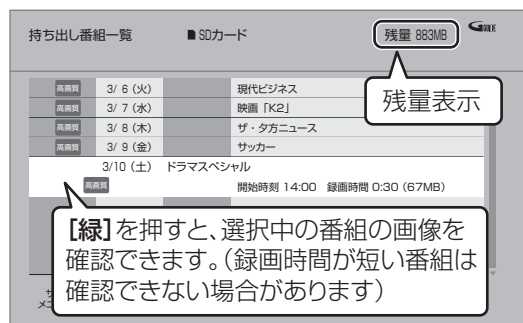 持ち出し番組一覧 ■SDカード 残量 883MB G-GUIDE
残量表示
高画質 3/ 6 (火) 現代ビジネス
高画質 3/ 7 (水) 映画「K2」
高画質 3/ 8 (木) ザ・夕方ニュース
高画質 3/ 9 (金) サッカー
3/10 (土) ドラマスペシャル
高画質 開始時刻 14:00 録画時間 0:30 (67MB)
[緑]を押すと、選択中の番組の画像を
確認できます。(録画時間が短い番組は
確認できない場合があります)